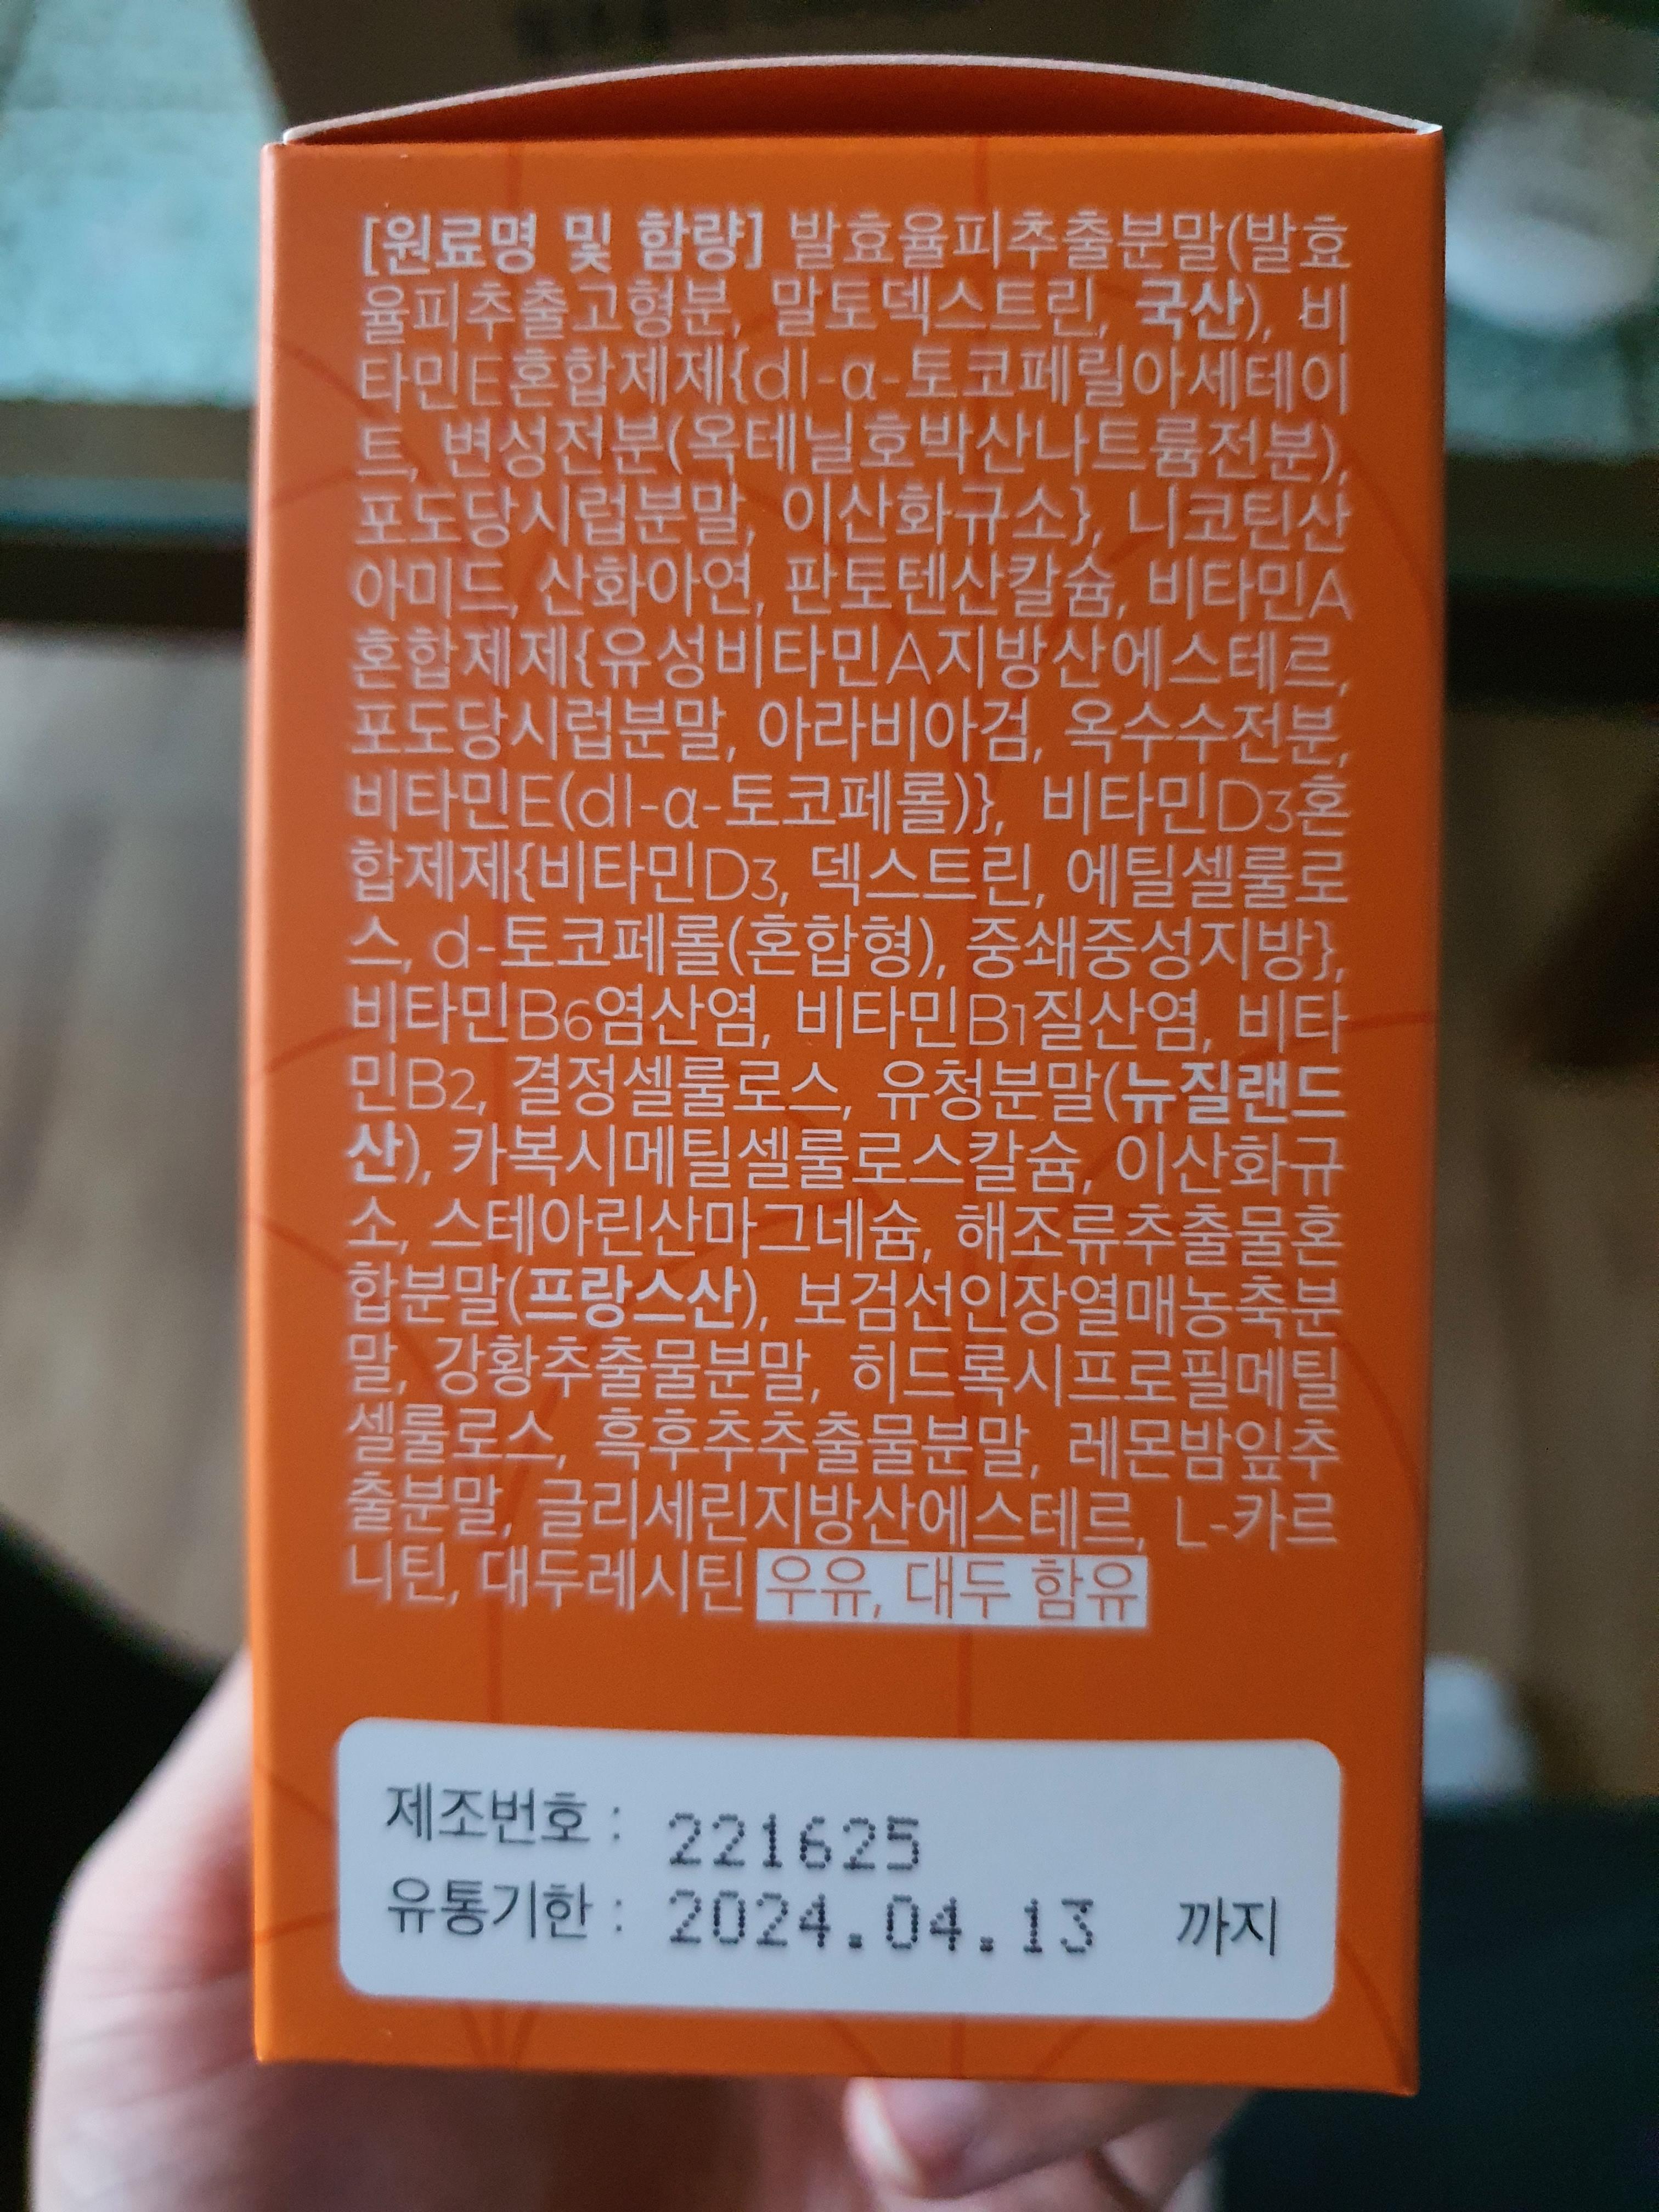 [원료명 및 함량] 발효율피추출분말(발효
율피추출고형분, 말토덱스트린, 국산), 비
타민E혼합제제{dl-α-토코페릴아세테이
트, 변성전분(옥테닐호박산나트륨전분),
포도당시럽분말, 이산화규소}, 니코틴산
아미드, 산화아연, 판토텐산칼슘, 비타민A
혼합제제{유성비타민A지방산에스테르,
포도당시럽분말, 아라비아검, 옥수수전분,
비타민E(dl-α-토코페롤)}, 비타민D3혼
합제제{비타민D3, 덱스트린, 에틸셀룰로
스, d-토코페롤(혼합형), 중쇄중성지방},
비타민B6염산염, 비타민B1질산염, 비타
민B2, 결정셀룰로스, 유청분말(뉴질랜드
산), 카복시메틸셀룰로스칼슘, 이산화규
소, 스테아린산마그네슘, 해조류추출물혼
합분말(프랑스산), 보검선인장열매농축분
말, 강황추출물분말, 히드록시프로필메틸
셀룰로스, 흑후추추출물분말, 레몬밤잎추
출분말, 글리세린지방산에스테르, L-카르
니틴, 대두레시틴 우유, 대두 함유
제조번호 : 221625
유통기한 : 2024.04.13 까지